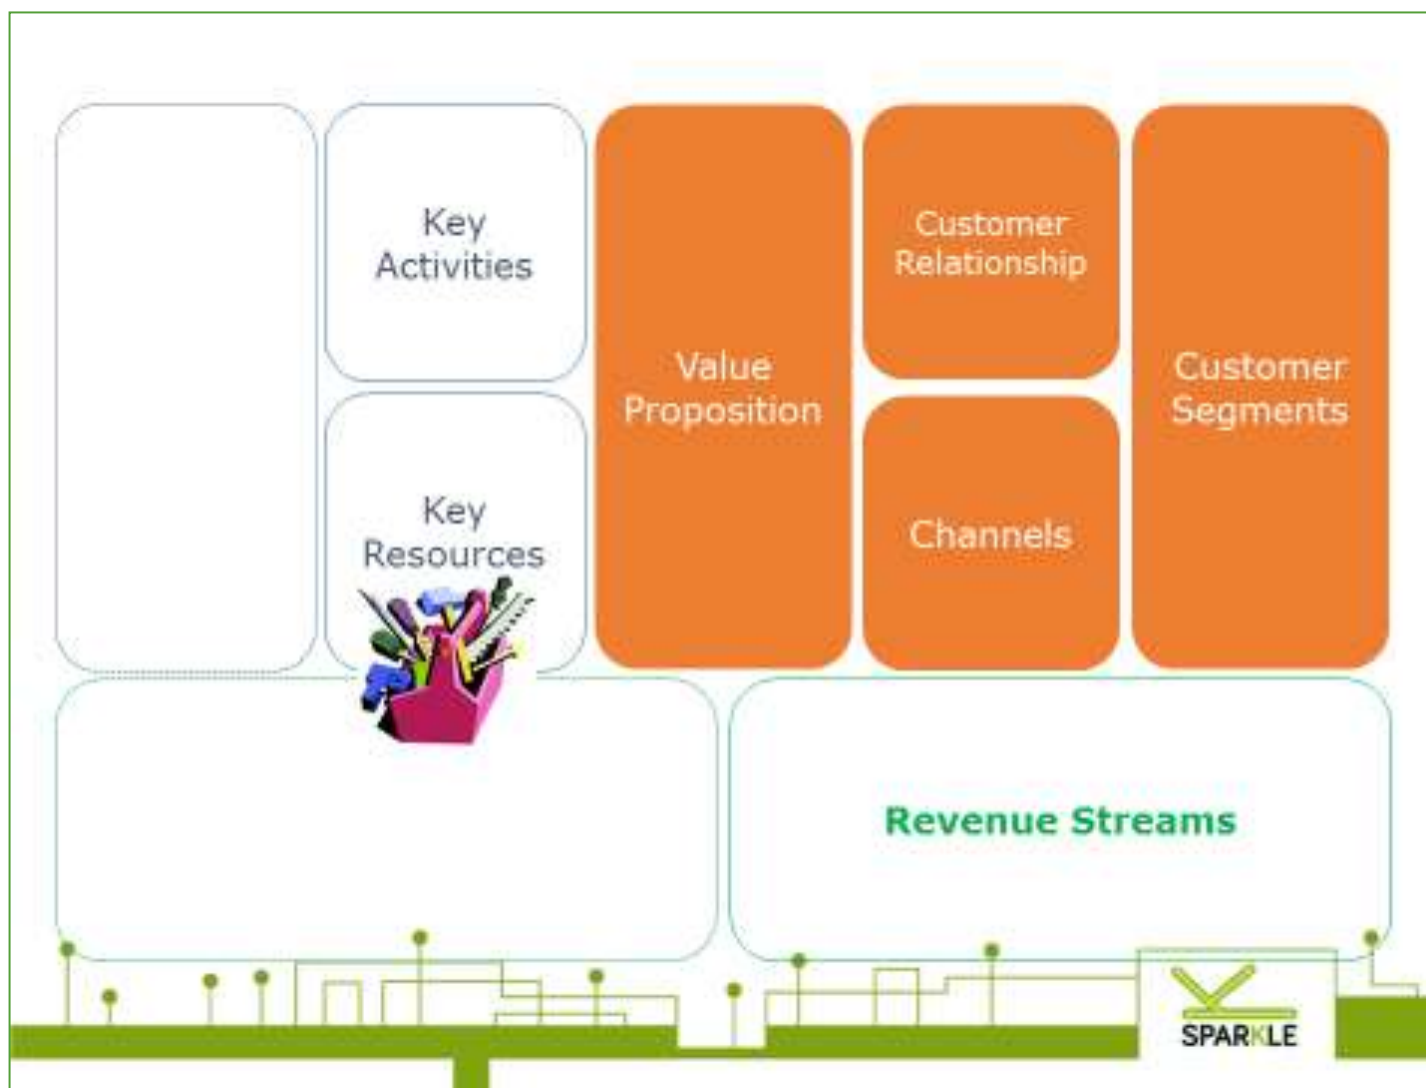 Key
Activities
Key
Resources
Value
Proposition
Customer
Relationship
Channels
Customer
Segments
Revenue Streams
SPARKLE